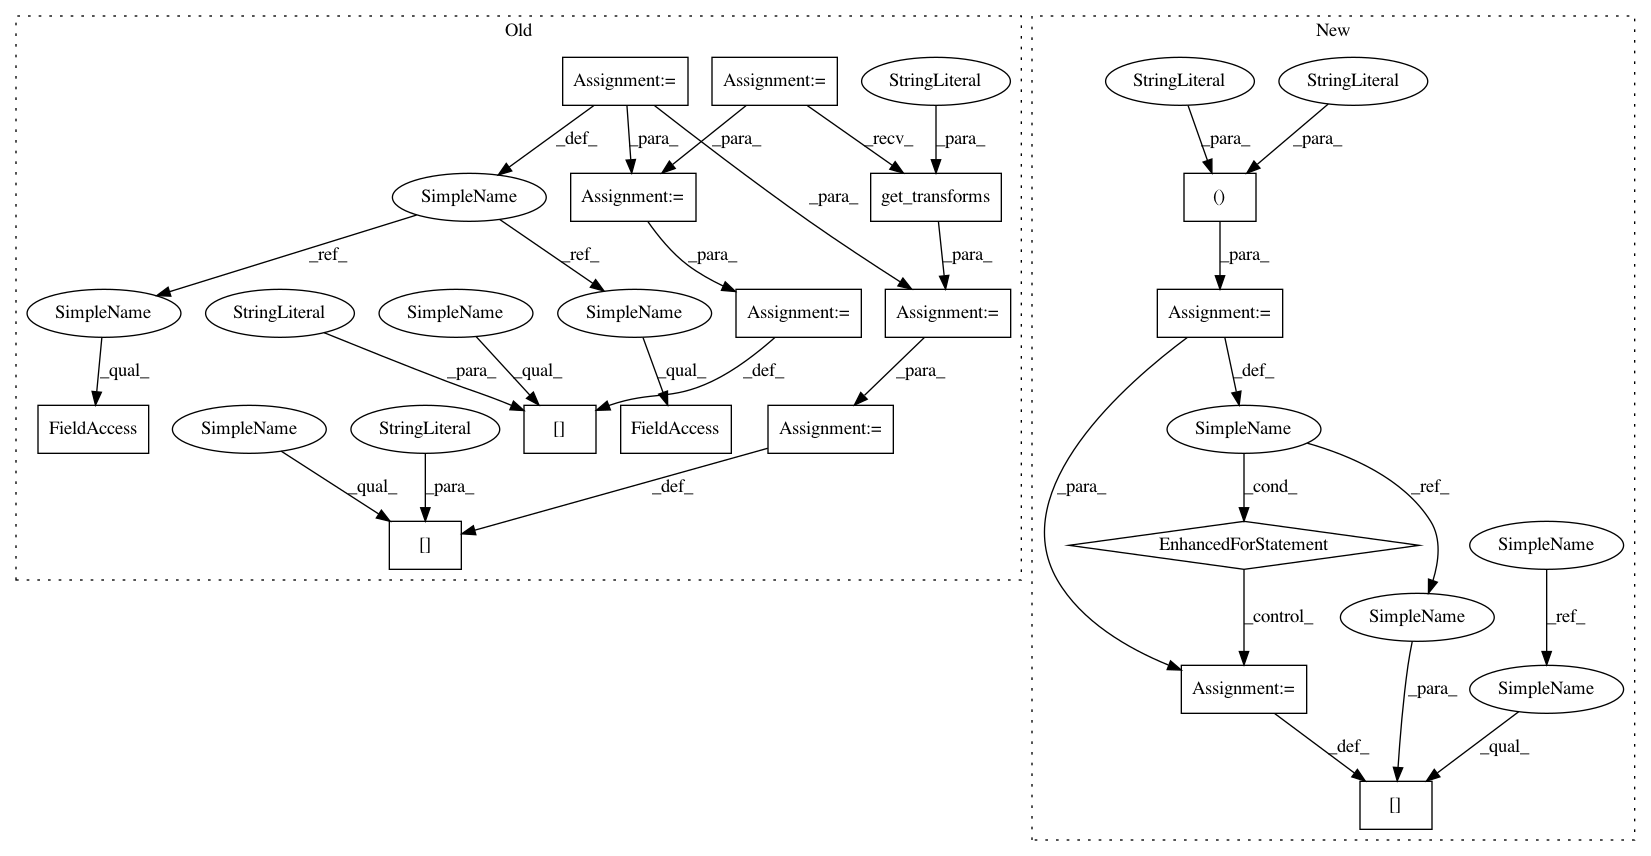 Old
New
Assignment:=
Assignment:=
StringLiteral
StringLiteral
StringLiteral
_def_
_para_
_para_
_recv_
_para_
_para_
_para_
SimpleName
Assignment:=
get_transforms
()
_para_
_ref_
_ref_
_para_
_para_
_para_
SimpleName
StringLiteral
SimpleName
SimpleName
Assignment:=
Assignment:=
Assignment:=
_qual_
_para_
_qual_
_qual_
_def_
_para_
_def_
FieldAccess
SimpleName
StringLiteral
[]
FieldAccess
Assignment:=
SimpleName
_qual_
_para_
_def_
_para_
_cond_
_ref_
[]
EnhancedForStatement
SimpleName
_control_
SimpleName
_ref_
Assignment:=
_para_
SimpleName
_def_
_qual_
[]